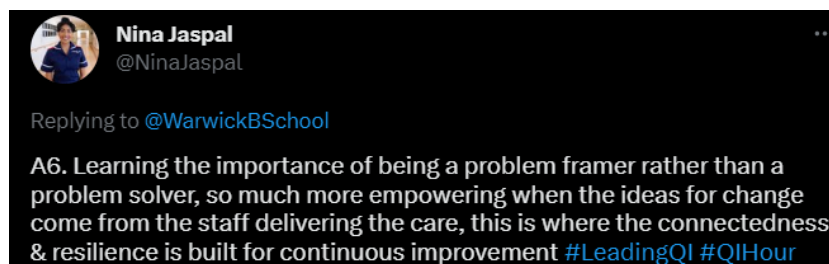 Nina Jaspal
@NinaJaspal
Replying to @WarwickBSchool
A6. Learning the importance of being a problem framer rather than a
problem solver, so much more empowering when the ideas for change
come from the staff delivering the care, this is where the connectedness
& resilience is built for continuous improvement #LeadingQI #QIHour